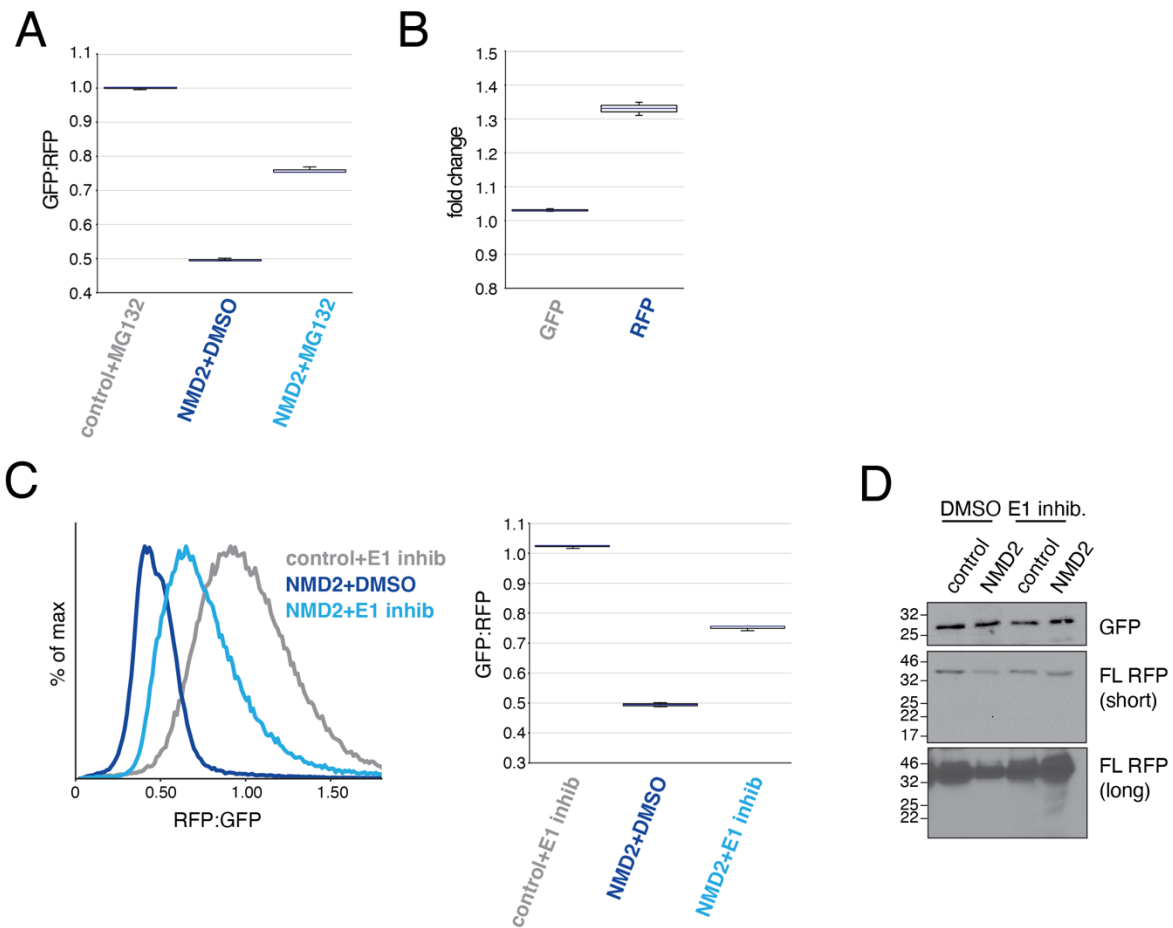 A
1.1
1.0
0.9
0.8
0.7
0.6
0.5
0.4
GFP:RFP
control+MG132
NMD2+DMSO
NMD2+MG132
B
1.5
1.4
1.3
1.2
1.1
1.0
0.9
0.8
fold change
GFP
RFP
C
% of max
control+E1 inhib
NMD2+DMSO
NMD2+E1 inhib
0
0.50
1.00
1.50
RFP:GFP
1.1
1.0
0.9
0.8
0.7
0.6
0.5
0.4
0.3
GFP:RFP
control+E1 inhib
NMD2+DMSO
NMD2+E1 inhib
D
DMSO E1 inhib.
control NMD2 control NMD2
32
25
GFP
46
32
25
22
17
FL RFP
(short)
46
32
25
22
FL RFP
(long)